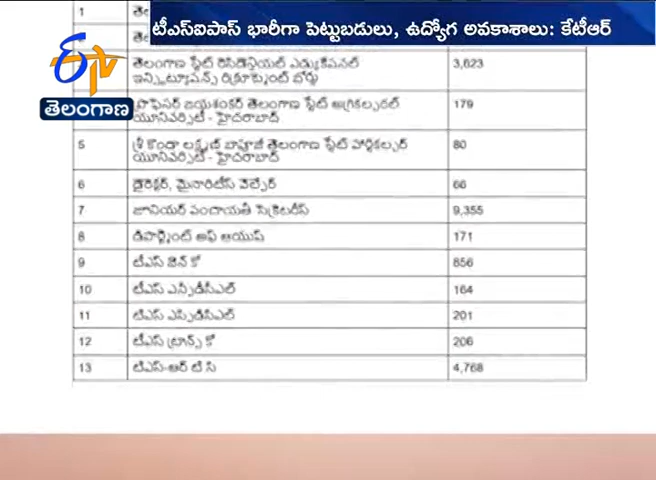 టీఎస్ఐపాస్ భారీగా పెట్టుబడులు, ఉద్యోగ అవకాశాలు: కేటీఆర్
1
ETV
తెలంగాణ
తెలంగాణ స్టేట్ రెసిడెన్షియల్ ఎడ్యుకేషనల్ 3,623
ఇన్స్టిట్యూషన్స్ రిక్రూట్మెంట్ బోర్డు
ప్రొఫెసర్ జయశంకర్ తెలంగాణ స్టేట్ అగ్రికల్చరల్ 179
యూనివర్సిటీ - హైదరాబాద్
5 శ్రీ కొండా లక్ష్మణ్ బాపూజీ తెలంగాణ స్టేట్ హార్టికల్చర్ 80
యూనివర్సిటీ - హైదరాబాద్
6 డైరెక్టర్, మైనారిటీస్ వెల్ఫేర్ 66
7 జూనియర్ పంచాయతీ సెక్రెటరీస్ 9,355
8 డిపార్ట్మెంట్ ఆఫ్ ఆయుష్ 171
9 టీఎస్ జెన్ కో 856
10 టీఎస్ ఎన్పీడీసీఎల్ 164
11 టీఎస్ ఎస్పీడీసీఎల్ 201
12 టీఎస్ ట్రాన్స్ కో 206
13 టీఎస్-ఆర్ టీ సీ 4,768